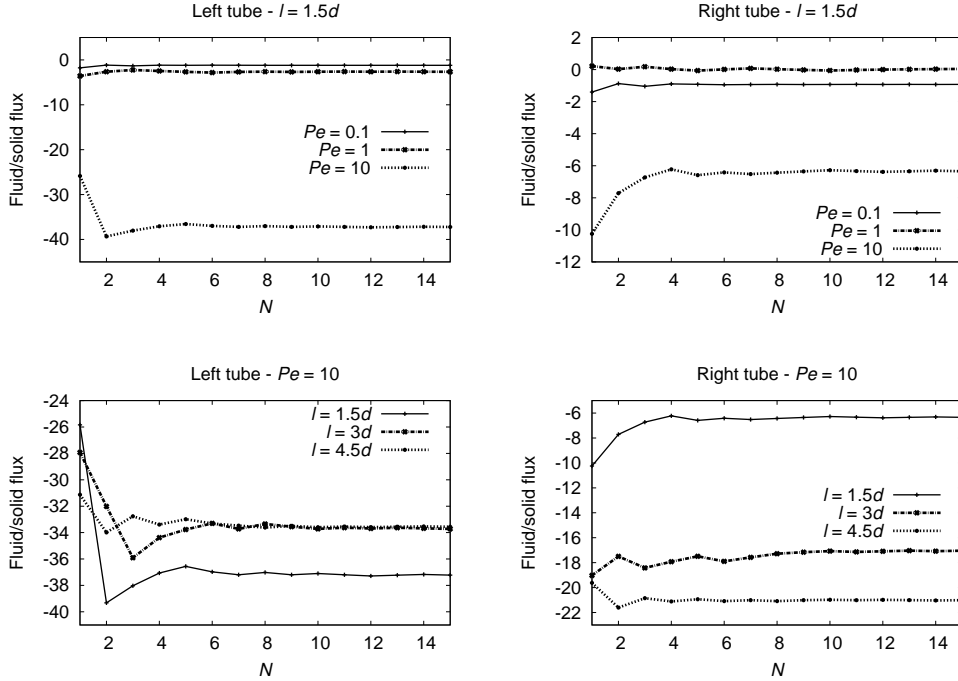 Left tube - l = 1.5d
0
-10
-20
-30
-40
Fluid/solid flux
Pe = 0.1
Pe = 1
Pe = 10
2 4 6 8 10 12 14
N
Right tube - l = 1.5d
2
0
-2
-4
-6
-8
-10
-12
Fluid/solid flux
Pe = 0.1
Pe = 1
Pe = 10
2 4 6 8 10 12 14
N
Left tube - Pe = 10
-24
-26
-28
-30
-32
-34
-36
-38
-40
Fluid/solid flux
l = 1.5d
l = 3d
l = 4.5d
2 4 6 8 10 12 14
N
Right tube - Pe = 10
-6
-8
-10
-12
-14
-16
-18
-20
-22
Fluid/solid flux
l = 1.5d
l = 3d
l = 4.5d
2 4 6 8 10 12 14
N